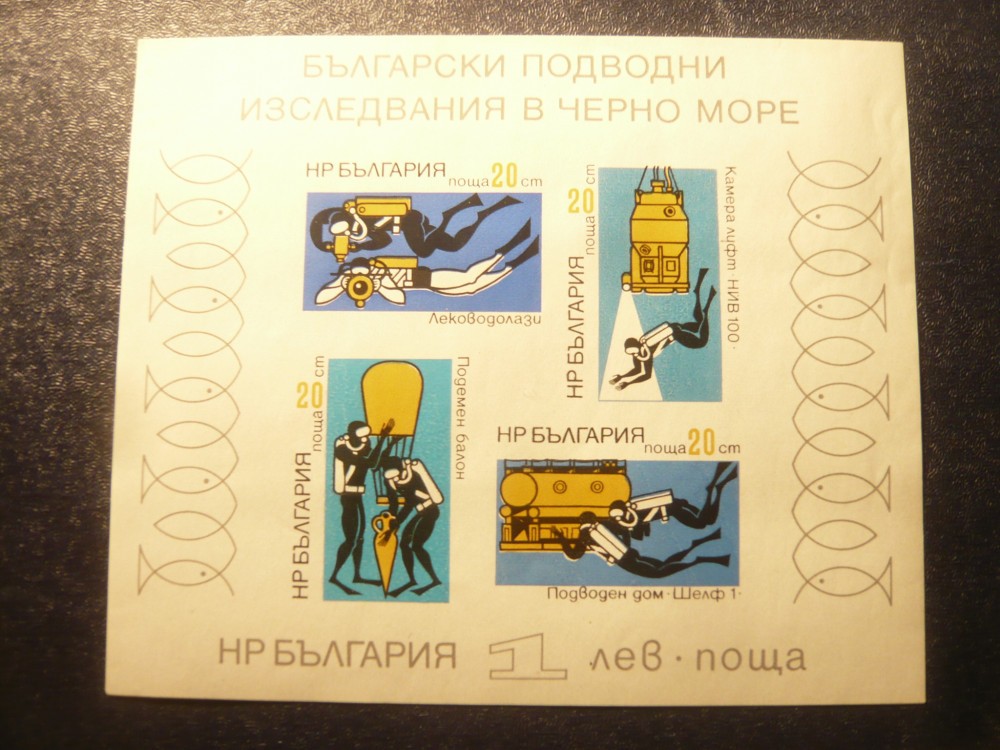 БЪЛГАРСКИ ПОДВОДНИ
ИЗСЛЕДВАНИЯ В ЧЕРНО МОРЕ
НР БЪЛГАРИЯ поща 20 ст
Леководолази
НР БЪЛГАРИЯ поща 20 ст
Камера лифт · НИВ 100 ·
НР БЪЛГАРИЯ поща 20 ст
Подемен балон
НР БЪЛГАРИЯ поща 20 ст
Подводен дом · Шелф 1 ·
НР БЪЛГАРИЯ 1 лев · поща